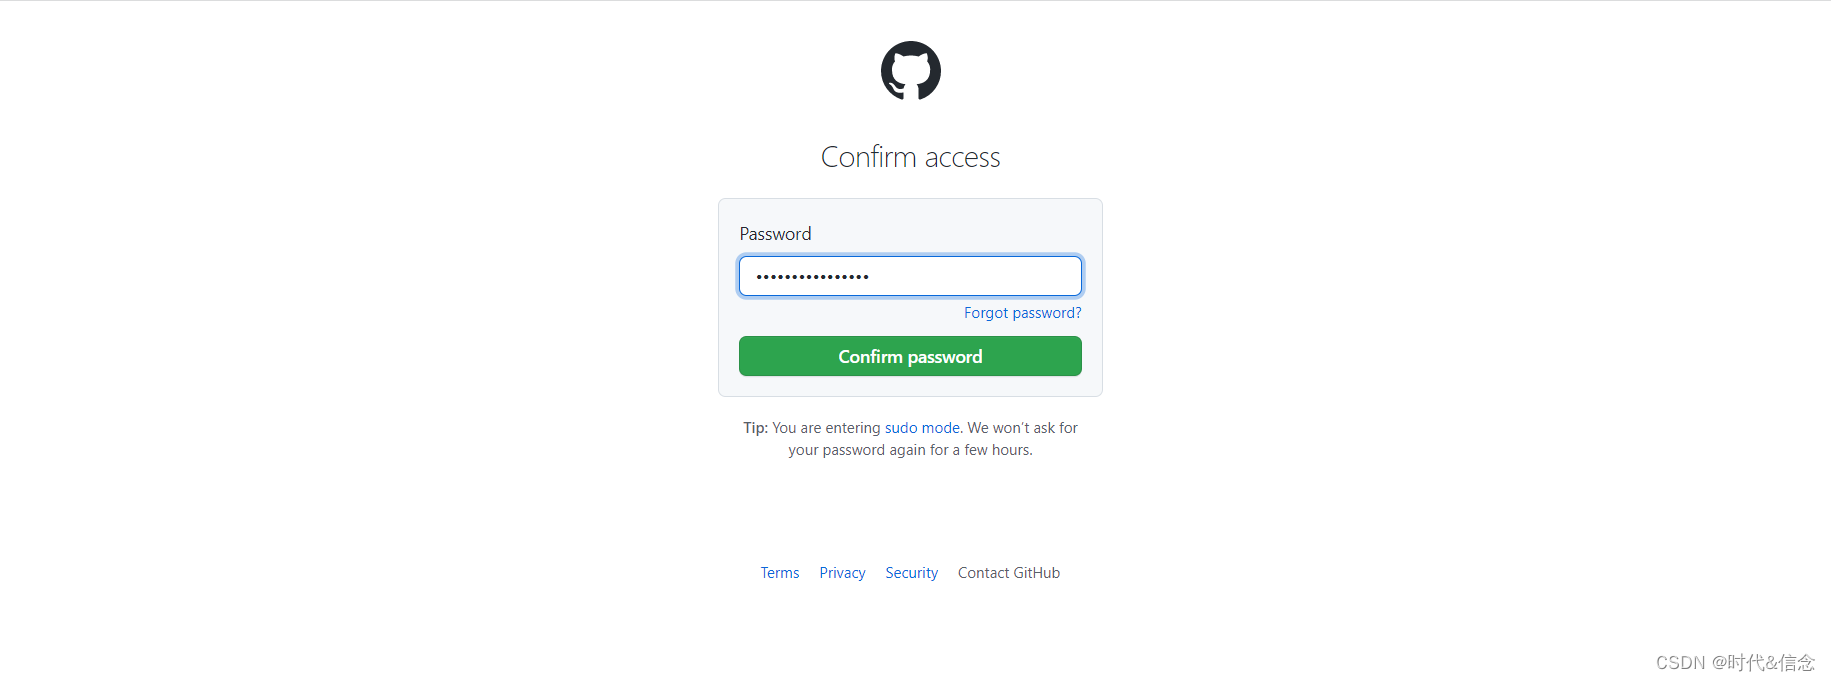 Confirm access
Password
••••••••••••••••
Forgot password?
Confirm password
Tip: You are entering sudo mode. We won't ask for
your password again for a few hours.
Terms Privacy Security Contact GitHub
CSDN @时代&信念